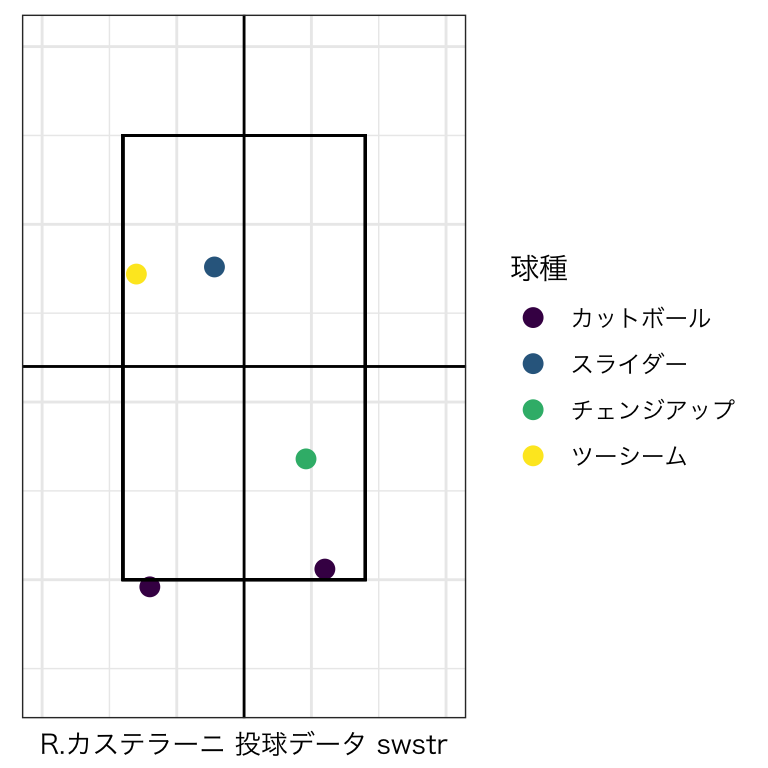 球種
カットボール
スライダー
チェンジアップ
ツーシーム
R.カステラーニ 投球データ swstr